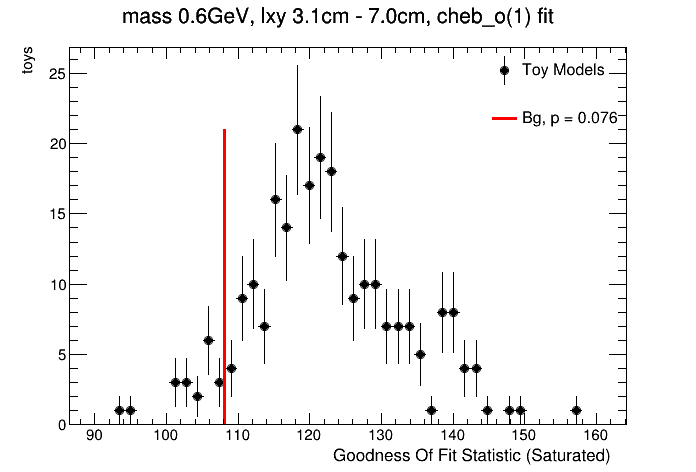 mass 0.6GeV, lxy 3.1cm - 7.0cm, cheb_o(1) fit
toys
Toy Models
Bg, p = 0.076
25
20
15
10
5
0
90 100 110 120 130 140 150 160
Goodness Of Fit Statistic (Saturated)